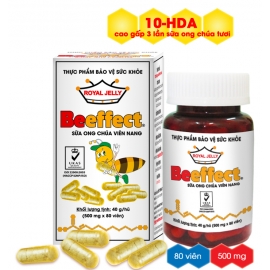 10-HDA
cao gấp 3 lần sữa ong chúa tươi
THỰC PHẨM BẢO VỆ SỨC KHỎE
ROYAL JELLY
Beeffect
SỮA ONG CHÚA VIÊN NANG
Khối lượng tịnh: 40 g/hủ
(500 mg x 80 viên)
THỰC PHẨM BẢO VỆ SỨC KHỎE
ROYAL JELLY
Beeffect
SỮA ONG CHÚA VIÊN NANG
Khối lượng tịnh: 40 g/hủ (500 mg x 80 viên)
80 viên
500 mg